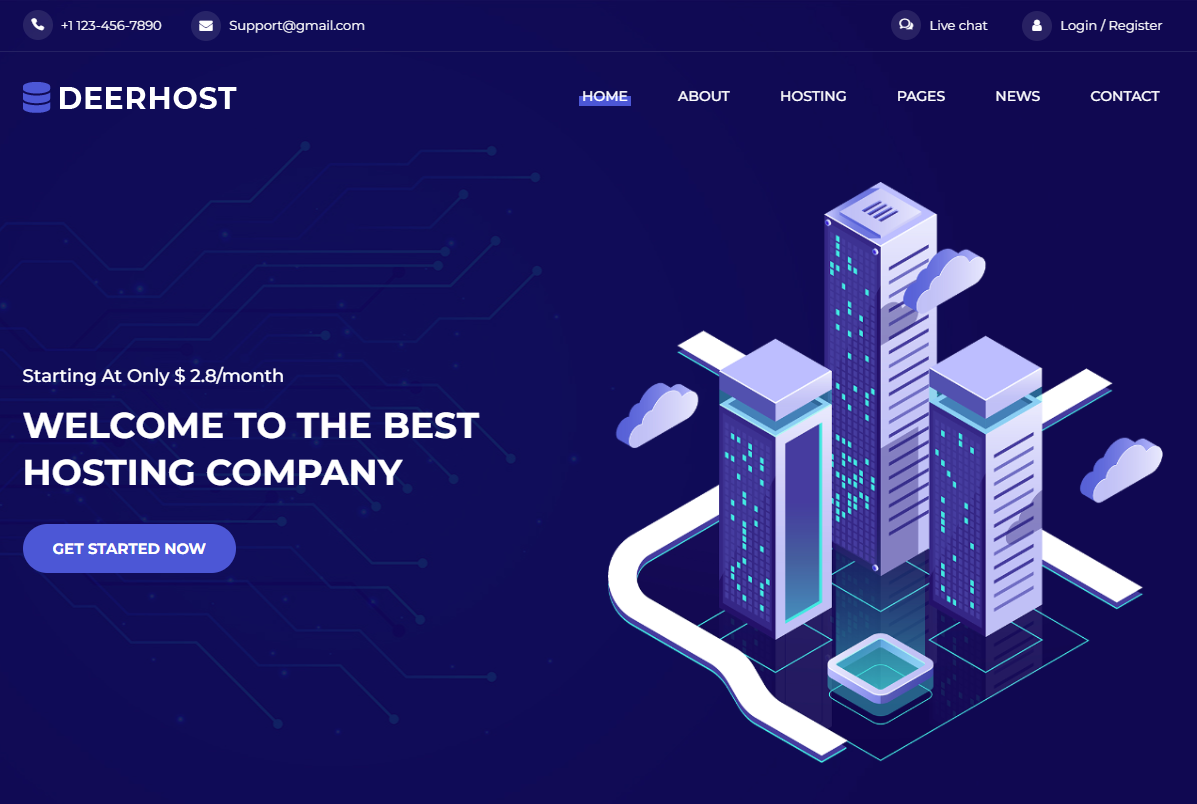 +1 123-456-7890 Support@gmail.com Live chat Login / Register
DEERHOST HOME ABOUT HOSTING PAGES NEWS CONTACT
Starting At Only $ 2.8/month
WELCOME TO THE BEST
HOSTING COMPANY
GET STARTED NOW